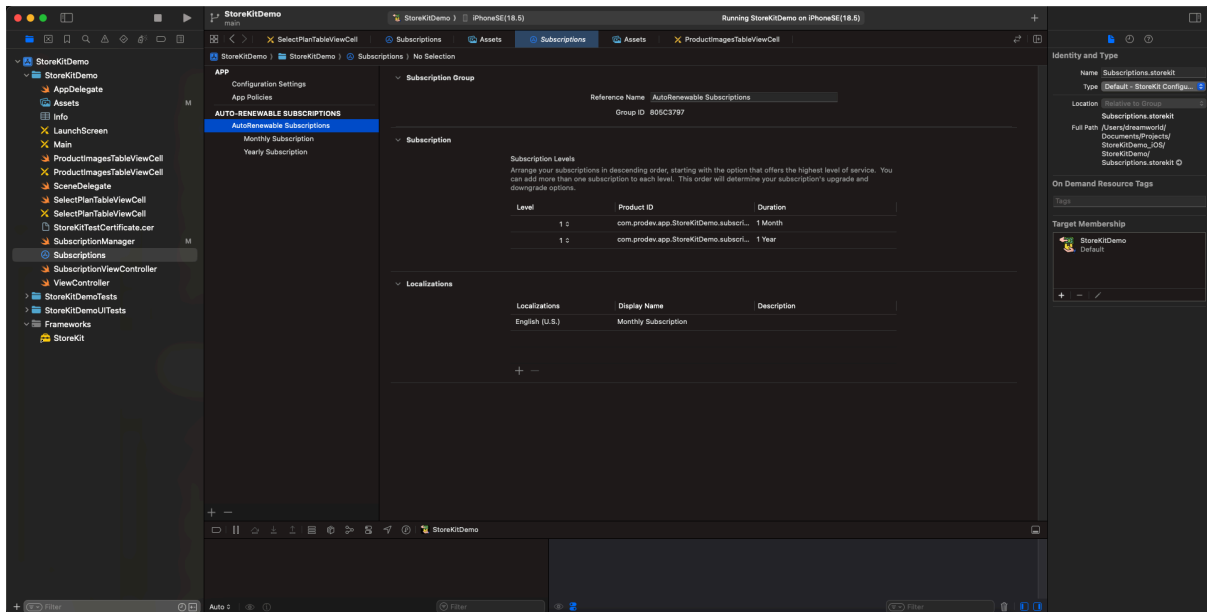 StoreKitDemo
main
StoreKitDemo
iPhoneSE(18.5)
Running StoreKitDemo on iPhoneSE(18.5)
SelectPlanTableViewCell
Subscriptions
Assets
Subscriptions
Assets
ProductImagesTableViewCell
StoreKitDemo
StoreKitDemo
Subscriptions
No Selection
StoreKitDemo
StoreKitDemo
AppDelegate
Assets M
Info
LaunchScreen
Main
ProductImagesTableViewCell
ProductImagesTableViewCell
SceneDelegate
SelectPlanTableViewCell
SelectPlanTableViewCell
StoreKitTestCertificate.cer
SubscriptionManager M
Subscriptions
SubscriptionViewController
ViewController
StoreKitDemoTests
StoreKitDemoUITests
Frameworks
StoreKit
Filter
APP
Configuration Settings
App Policies
AUTO-RENEWABLE SUBSCRIPTIONS
AutoRenewable Subscriptions
Monthly Subscription
Yearly Subscription
Subscription Group
Reference Name AutoRenewable Subscriptions
Group ID 805C3797
Subscription
Subscription Levels
Arrange your subscriptions in descending order, starting with the option that offers the highest level of service. You
can add more than one subscription to each level. This order will determine your subscription's upgrade and
downgrade options.
Level Product ID Duration
1 com.prodev.app.StoreKitDemo.subscri... 1 Month
1 com.prodev.app.StoreKitDemo.subscri... 1 Year
Localizations
Localizations Display Name Description
English (U.S.) Monthly Subscription
StoreKitDemo
Auto
Filter
Filter
Identity and Type
Name Subscriptions.storekit
Type Default - StoreKit Configu...
Location Relative to Group
Subscriptions.storekit
Full Path /Users/dreamworld/
Documents/Projects/
StoreKitDemo_iOS/
StoreKitDemo/
Subscriptions.storekit
On Demand Resource Tags
Tags
Target Membership
StoreKitDemo
Default